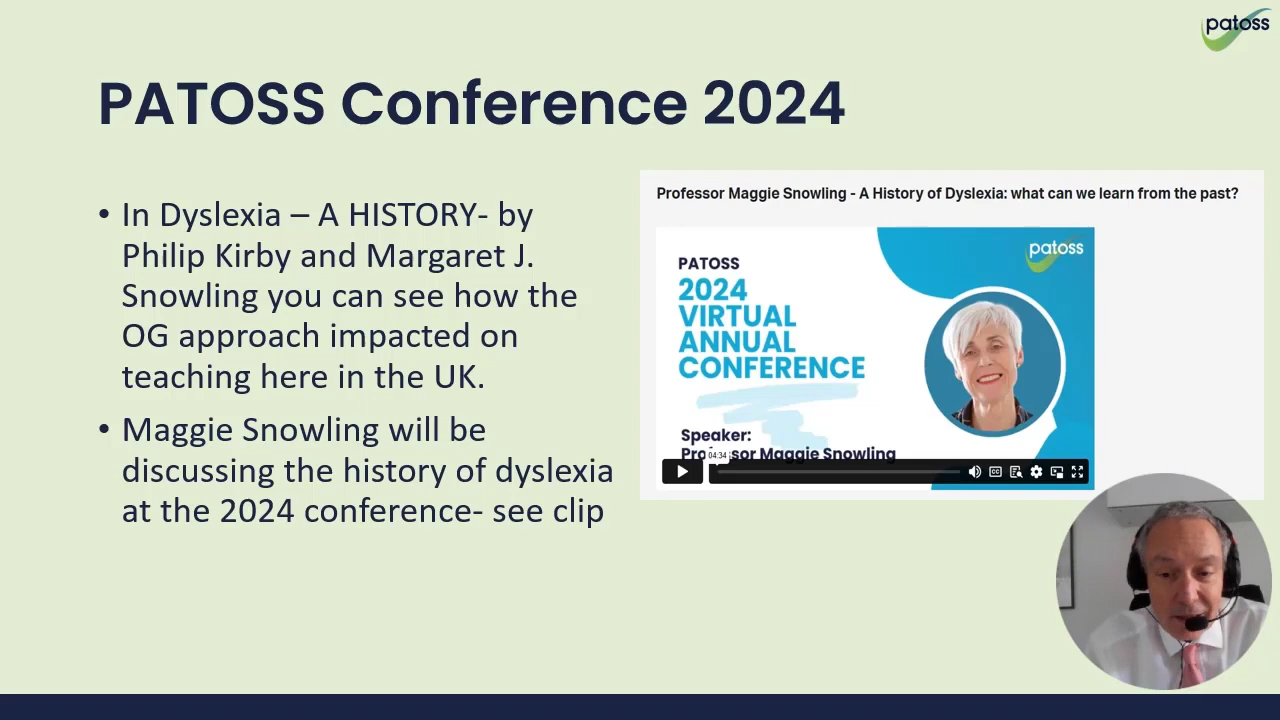 patoss
PATOSS Conference 2024
• In Dyslexia – A HISTORY- by
Philip Kirby and Margaret J.
Snowling you can see how the
OG approach impacted on
teaching here in the UK.
• Maggie Snowling will be
discussing the history of dyslexia
at the 2024 conference- see clip
Professor Maggie Snowling - A History of Dyslexia: what can we learn from the past?
patoss
PATOSS
2024
VIRTUAL
ANNUAL
CONFERENCE
Speaker:
Maggie Snowling
04:34
CC